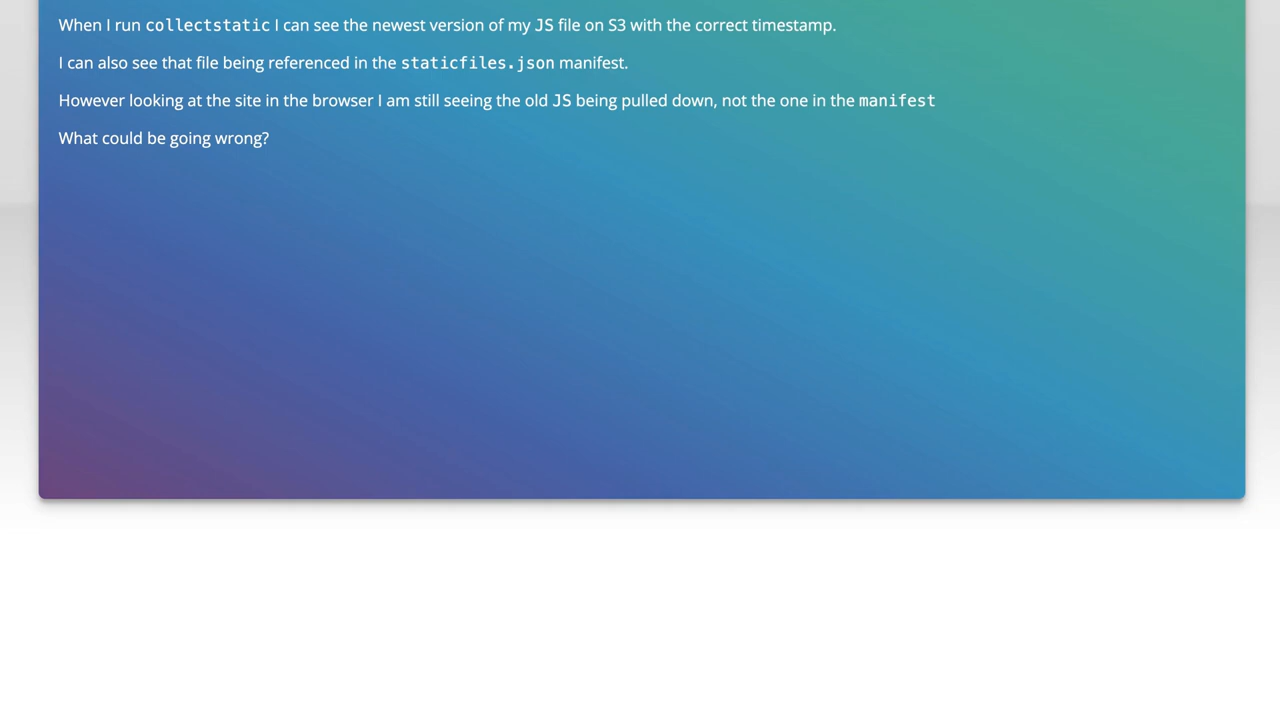 When I run collectstatic I can see the newest version of my JS file on S3 with the correct timestamp.
I can also see that file being referenced in the staticfiles.json manifest.
However looking at the site in the browser I am still seeing the old JS being pulled down, not the one in the manifest
What could be going wrong?